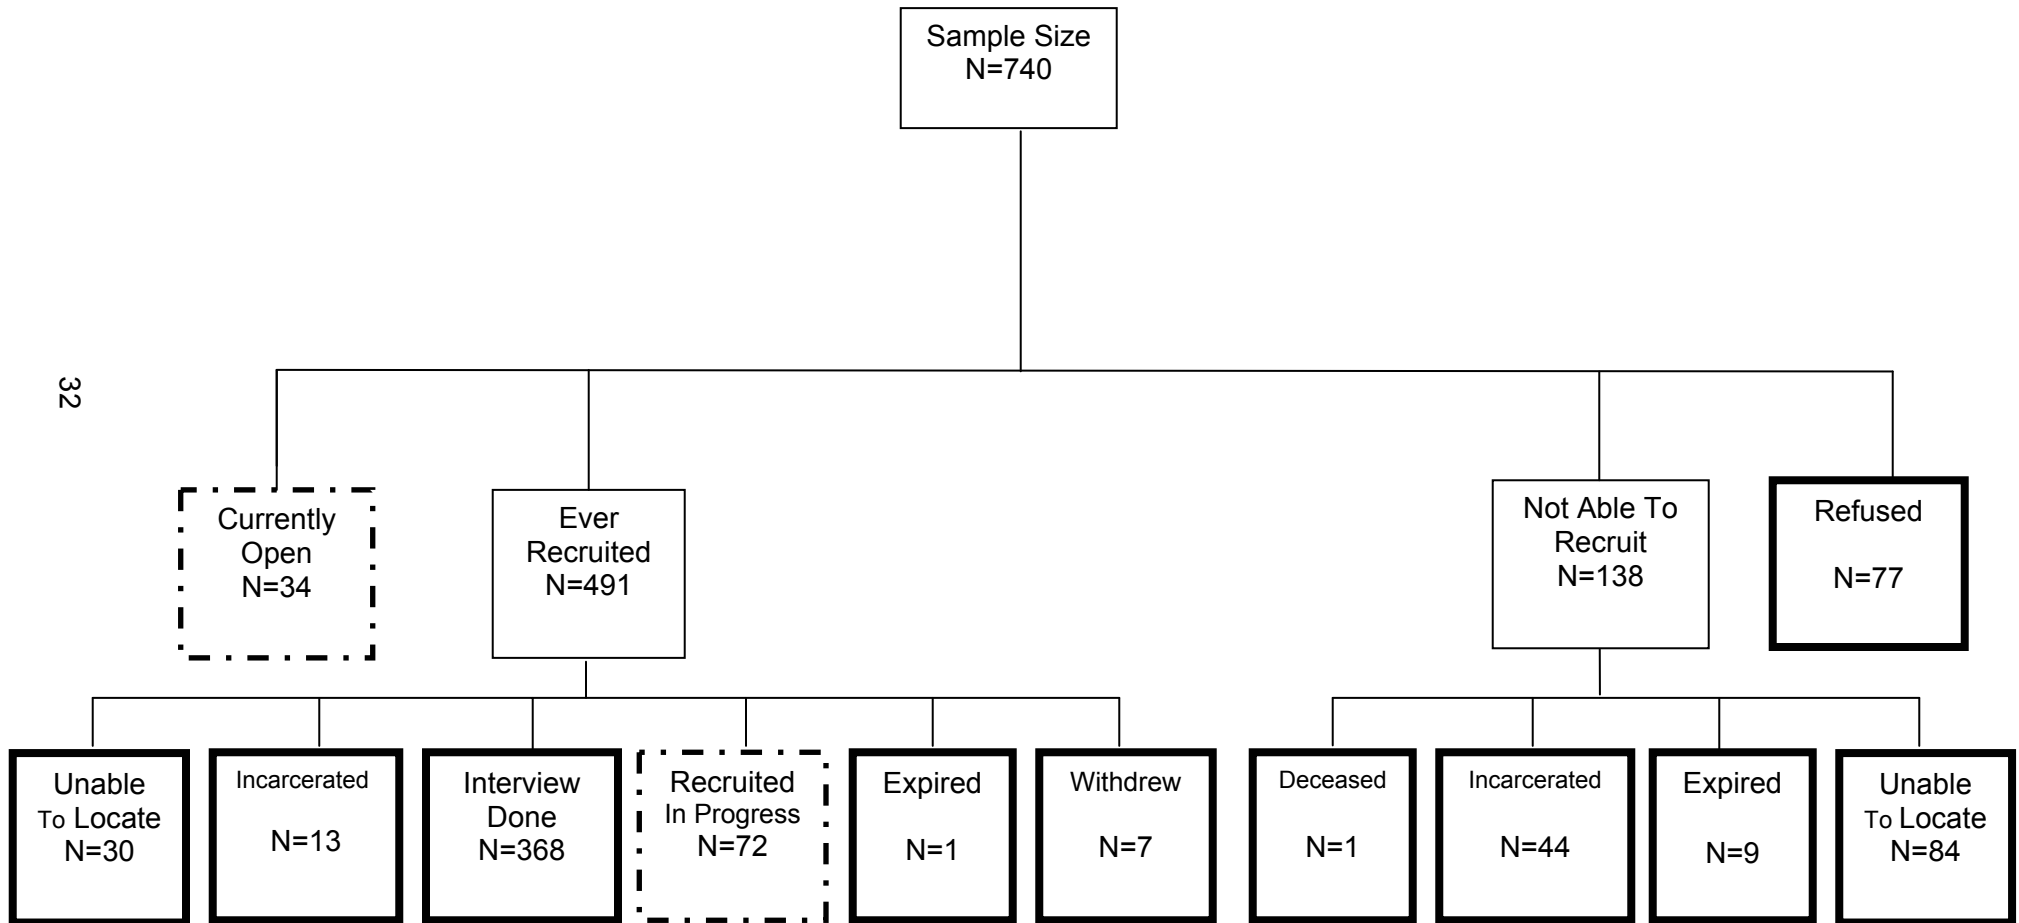 Sample Size
N=740
32
Currently
Open
N=34
Ever
Recruited
N=491
Not Able To
Recruit
N=138
Refused
N=77
Unable
To Locate
N=30
Incarcerated
N=13
Interview
Done
N=368
Recruited
In Progress
N=72
Expired
N=1
Withdrew
N=7
Deceased
N=1
Incarcerated
N=44
Expired
N=9
Unable
To Locate
N=84